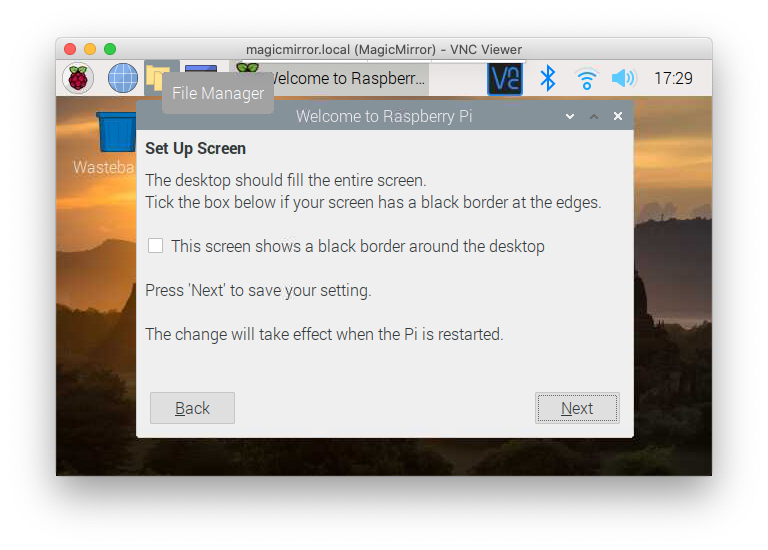 magicmirror.local (MagicMirror) - VNC Viewer
elcome to Raspberr...
17:29
File Manager
Welcome to Raspberry Pi
Wasteba
Set Up Screen
The desktop should fill the entire screen.
Tick the box below if your screen has a black border at the edges.
This screen shows a black border around the desktop
Press 'Next' to save your setting.
The change will take effect when the Pi is restarted.
Back
Next